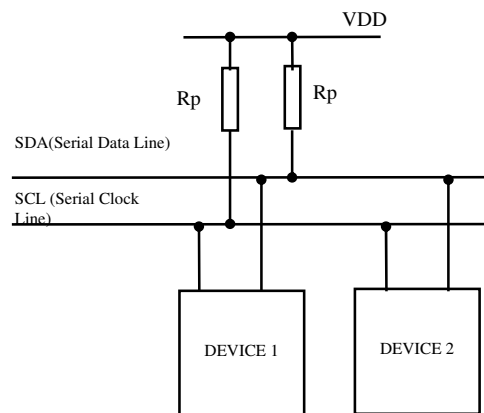 VDD
Rp
Rp
SDA(Serial Data Line)
SCL (Serial Clock
Line)
DEVICE 1
DEVICE 2